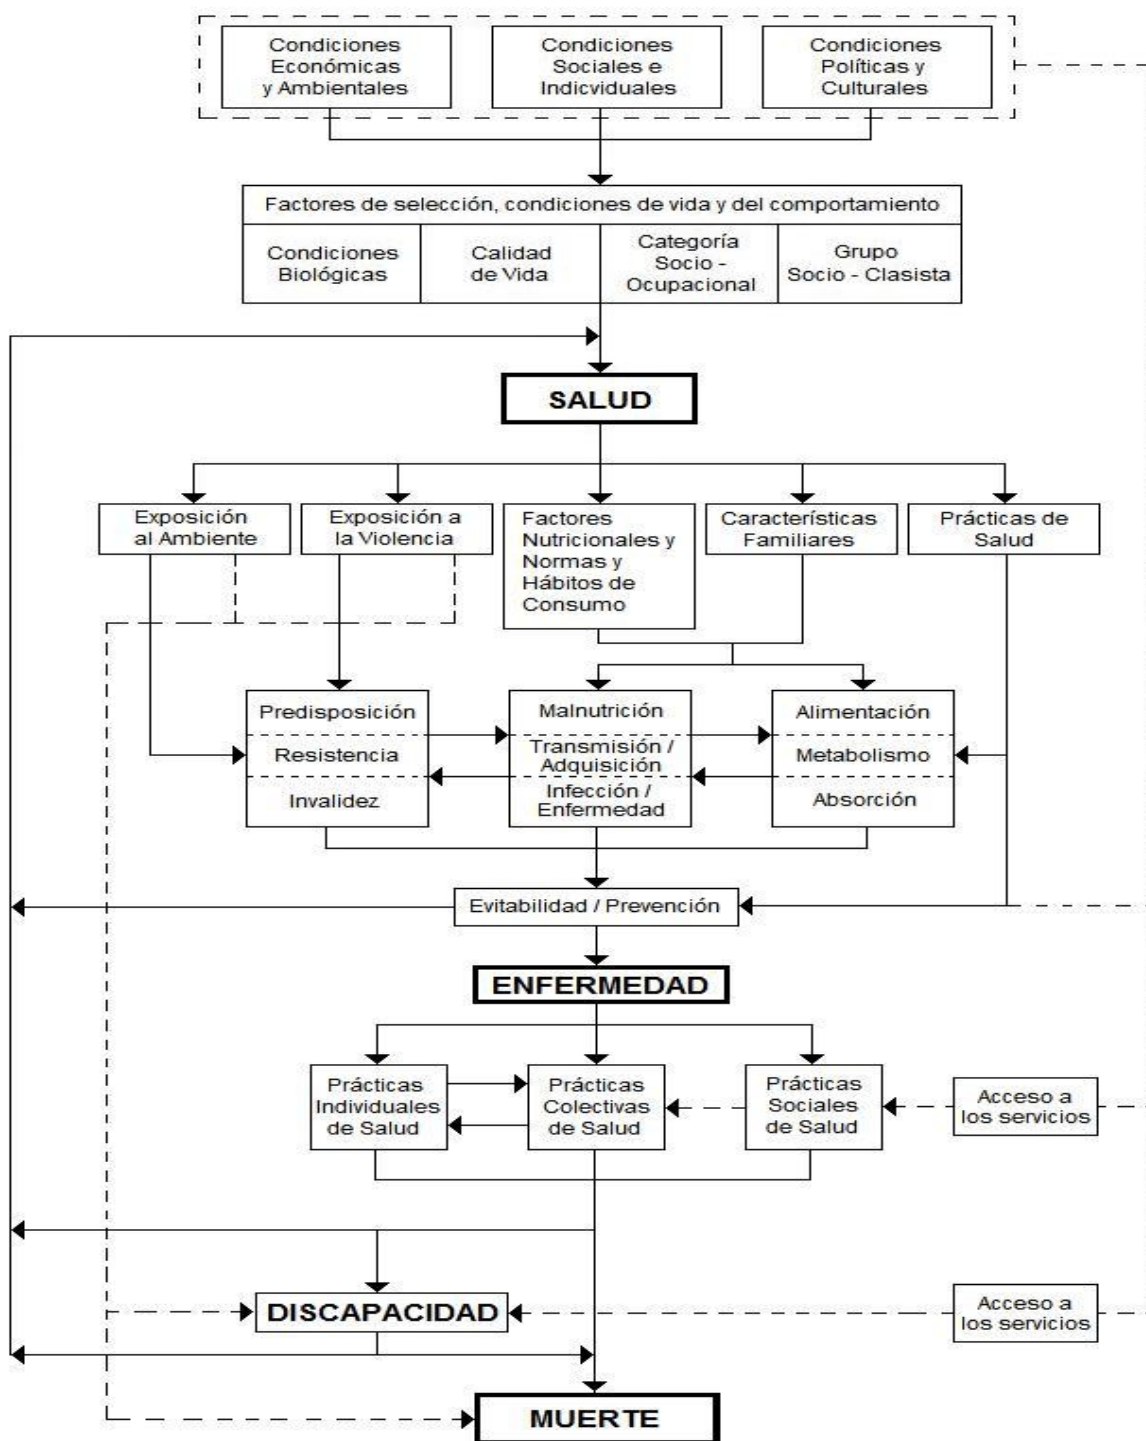 Condiciones
Económicas
y Ambientales
Condiciones
Sociales e
Indicviduales
Condiciones
Políticas y
Culturales
Factores de selección, condiciones de vida y del comportamiento
Condiciones
Biológicas
Calidad
de Vida
Categoría
Socio -
Ocupacional
Grupo
Socio - Clasista
SALUD
Exposición
al Ambiente
Exposición a
la Violencia
Factores
Nutricionales y
Normas y
Hábitos de
Consumo
Características
Familiares
Prácticas de
Salud
Predisposición
Resistencia
Invalidez
Malnutrición
Transmisión /
Adquisición
Infección /
Enfermedad
Alimentación
Metabolismo
Absorción
Evitabilidad / Prevención
ENFERMEDAD
Prácticas
Individuales
de Salud
Prácticas
Colectivas
de Salud
Prácticas
Sociales
de Salud
Acceso a
los servicios
DISCAPACIDAD
Acceso a
los servicios
MUERTE